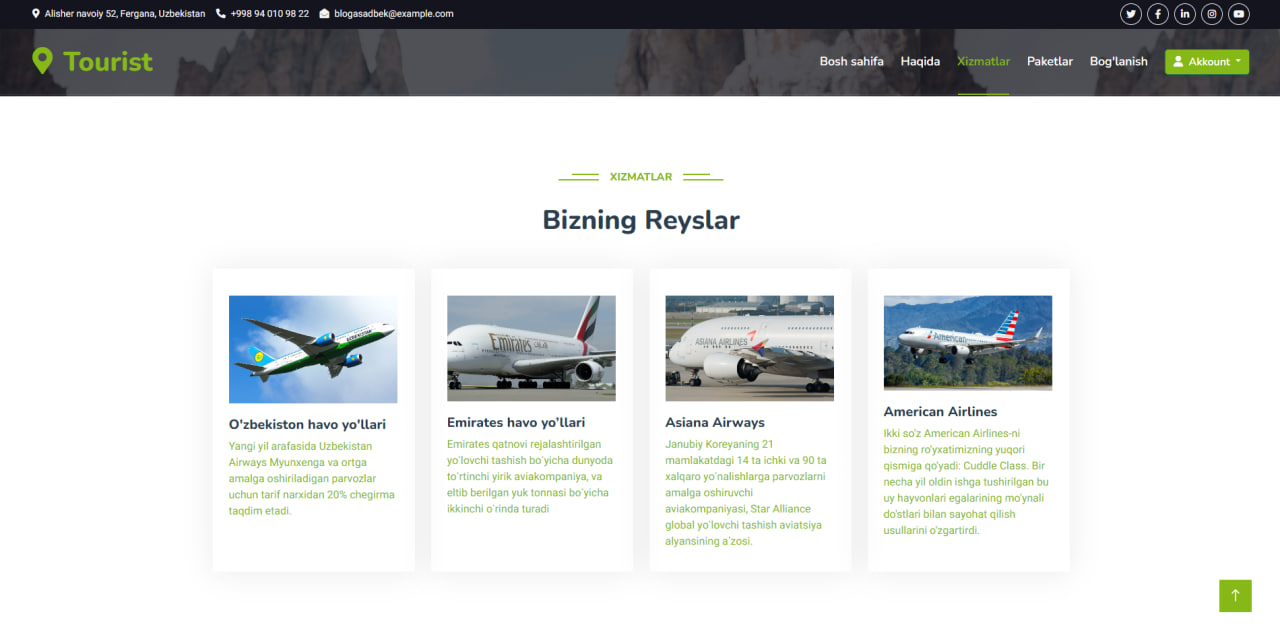 Alisher navoiy 52, Fergana, Uzbekistan +998 94 010 98 22 blogasadbek@example.com
Tourist
Bosh sahifa Haqida Xizmatlar Paketlar Bog'lanish Akkount
XIZMATLAR
Bizning Reyslar
UZBEKISTAN
O'zbekiston havo yo'llari
Yangi yil arafasida Uzbekistan
Airways Myunxenga va ortga
amalga oshiriladigan parvozlar
uchun tarif narxidan 20% chegirma
taqdim etadi.
Emirates
Emirates havo yo’llari
Emirates qatnovi rejalashtirilgan
yo‘lovchi tashish bo‘yicha dunyoda
to‘rtinchi yirik aviakompaniya, va
eltib berilgan yuk tonnasi bo‘yicha
ikkinchi o‘rinda turadi
ASIANA AIRLINES
Asiana Airways
Janubiy Koreyaning 21
mamlakatdagi 14 ta ichki va 90 ta
xalqaro yo‘nalishlarga parvozlarni
amalga oshiruvchi
aviakompaniyasi, Star Alliance
global yo‘lovchi tashish aviatsiya
alyansining a’zosi.
American
American Airlines
Ikki so'z American Airlines-ni
bizning ro'yxatimizning yuqori
qismiga qo'yadi: Cuddle Class. Bir
necha yil oldin ishga tushirilgan bu
uy hayvonlari egalarining mo'ynali
do'stlari bilan sayohat qilish
usullarini o'zgartirdi.